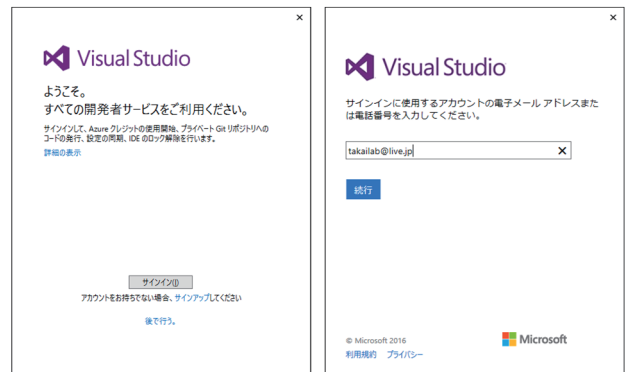 ×
Visual Studio
ようこそ。
すべての開発者サービスをご利用ください。
サインインして、Azure クレジットの使用開始、プライベート Git リポジトリへの
コードの発行、設定の同期、IDE のロック解除を行います。
詳細の表示
サインイン(I)
アカウントをお持ちでない場合、サインアップしてください
後で行う。
×
Visual Studio
サインインに使用するアカウントの電子メール アドレスまた
は電話番号を入力してください。
takailab@live.jp ×
続行
© Microsoft 2016
Microsoft
利用規約 プライバシー